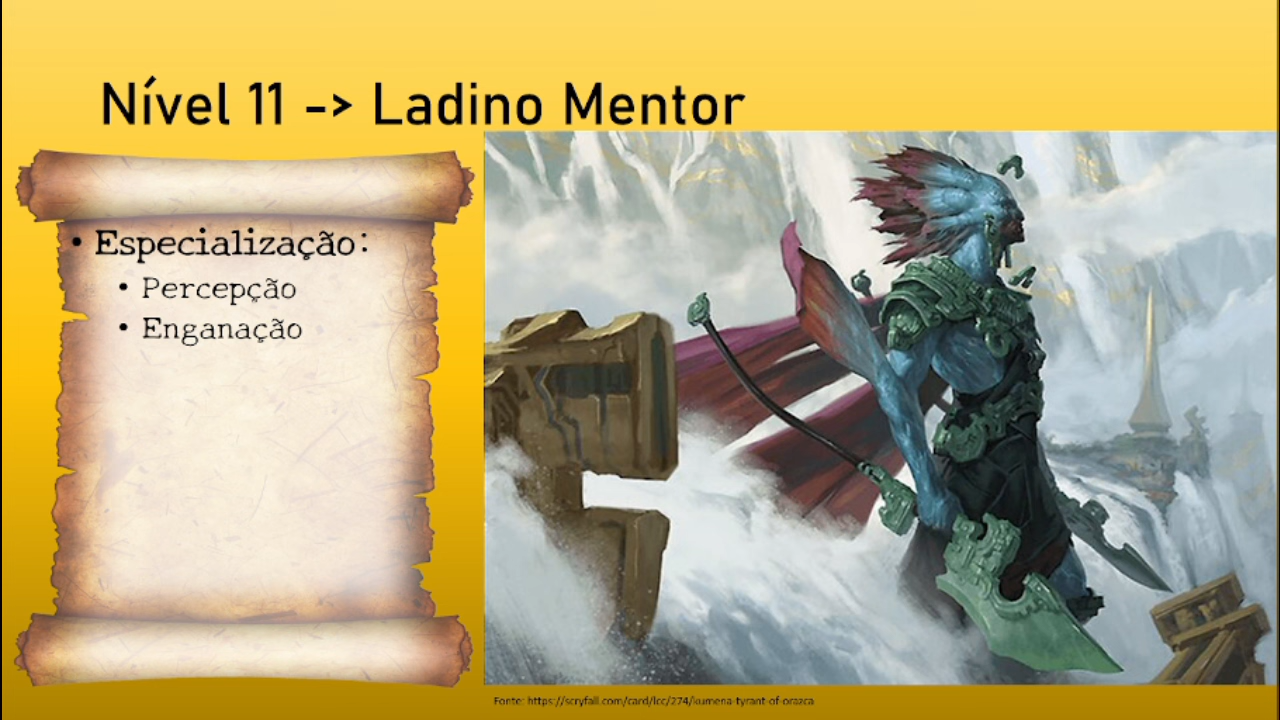 Nível 11 -> Ladino Mentor
• Especialização:
• Percepção
• Enganação
Fonte: https://scryfall.com/card/lcc/274/kumena-tyrant-of-orazca